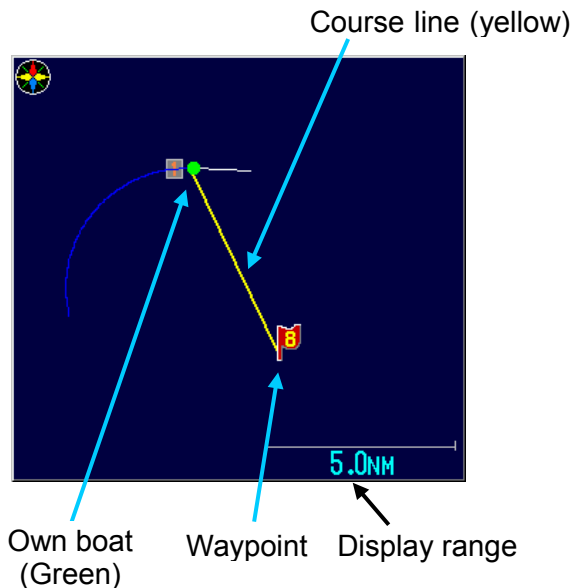 Course line (yellow)
8
5.0NM
Own boat
(Green)
Waypoint
Display range